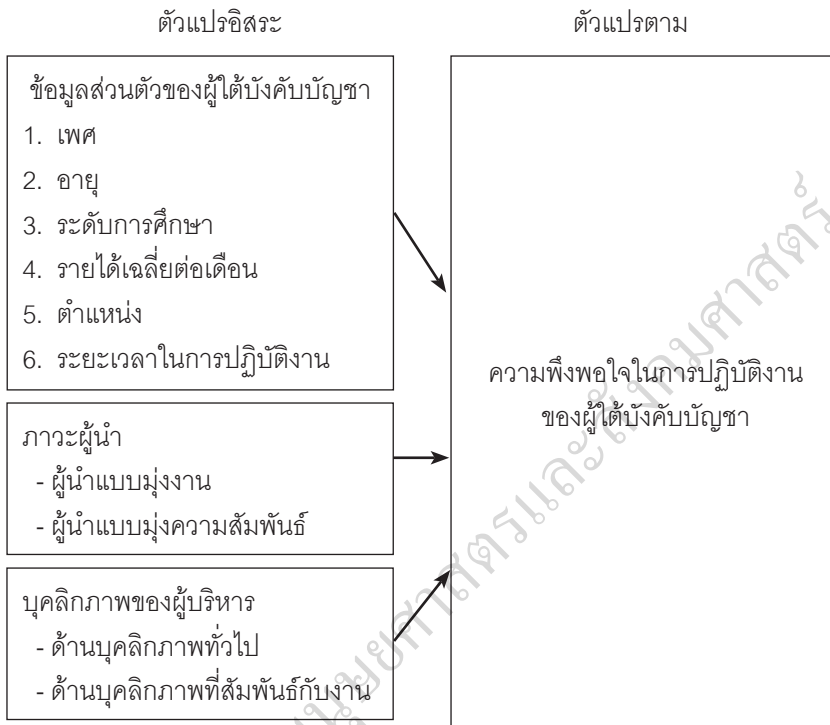 ตัวแปรอิสระ
ตัวแปรตาม
ข้อมูลส่วนตัวของผู้ใต้บังคับบัญชา
1. เพศ
2. อายุ
3. ระดับการศึกษา
4. รายได้เฉลี่ยต่อเดือน
5. ตำแหน่ง
6. ระยะเวลาในการปฏิบัติงาน
ภาวะผู้นำ
- ผู้นำแบบมุ่งงาน
- ผู้นำแบบมุ่งความสัมพันธ์
บุคลิกภาพของผู้บริหาร
- ด้านบุคลิกภาพทั่วไป
- ด้านบุคลิกภาพที่สัมพันธ์กับงาน
ความพึงพอใจในการปฏิบัติงาน
ของผู้ใต้บังคับบัญชา